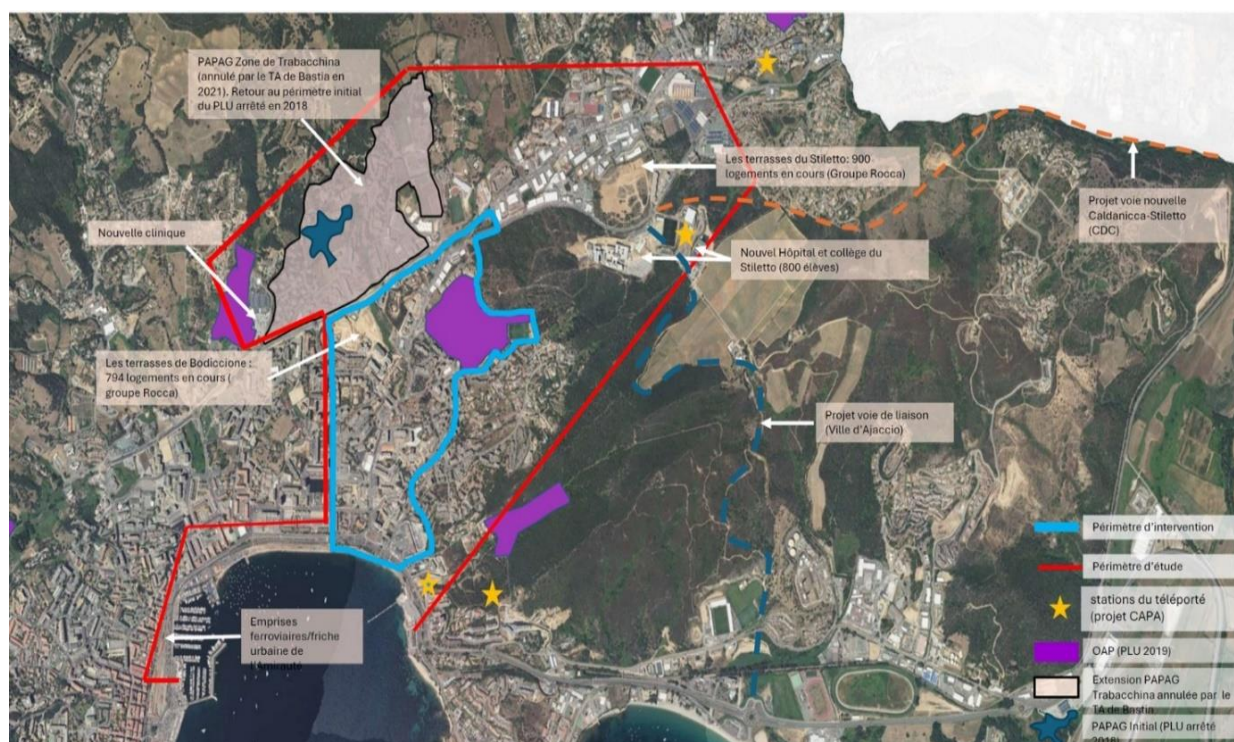 PAPAG Zone de Trabacchina
(annulé par le TA de Bastia en
2021). Retour au périmètre initial
du PLU arrêté en 2018
Les terrasses du Stiletto: 900
logements en cours (Groupe Rocca)
Projet voie nouvelle
Caldanicca-Stiletto
(CDC)
Nouvelle clinique
Nouvel Hôpital et collège du
Stiletto (800 élèves)
Les terrasses de Bodiccione :
794 logements en cours (
groupe Rocca)
Projet voie de liaison
(Ville d'Ajaccio)
Emprises
ferroviaires/friche
urbaine de
l'Amirauté
Périmètre d'intervention
Périmètre d'étude
stations du téléporté
(projet CAPA)
OAP (PLU 2019)
Extension PAPAG
Trabacchina annulée par le
TA de Bastia
PAPAG Initial (PLU arrêté
2018)